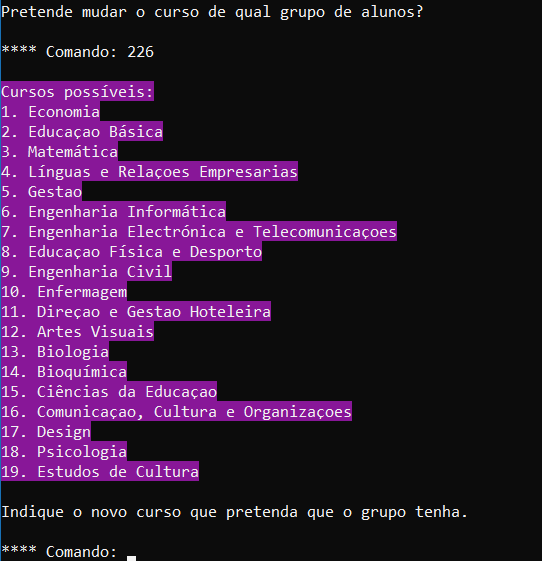 Pretende mudar o curso de qual grupo de alunos?
**** Comando: 226
Cursos possíveis:
1. Economia
2. Educaçao Básica
3. Matemática
4. Línguas e Relaçoes Empresarias
5. Gestao
6. Engenharia Informática
7. Engenharia Electrónica e Telecomunicaçoes
8. Educaçao Física e Desporto
9. Engenharia Civil
10. Enfermagem
11. Direçao e Gestao Hoteleira
12. Artes Visuais
13. Biologia
14. Bioquímica
15. Ciências da Educaçao
16. Comunicaçao, Cultura e Organizaçoes
17. Design
18. Psicologia
19. Estudos de Cultura
Indique o novo curso que pretenda que o grupo tenha.
**** Comando: